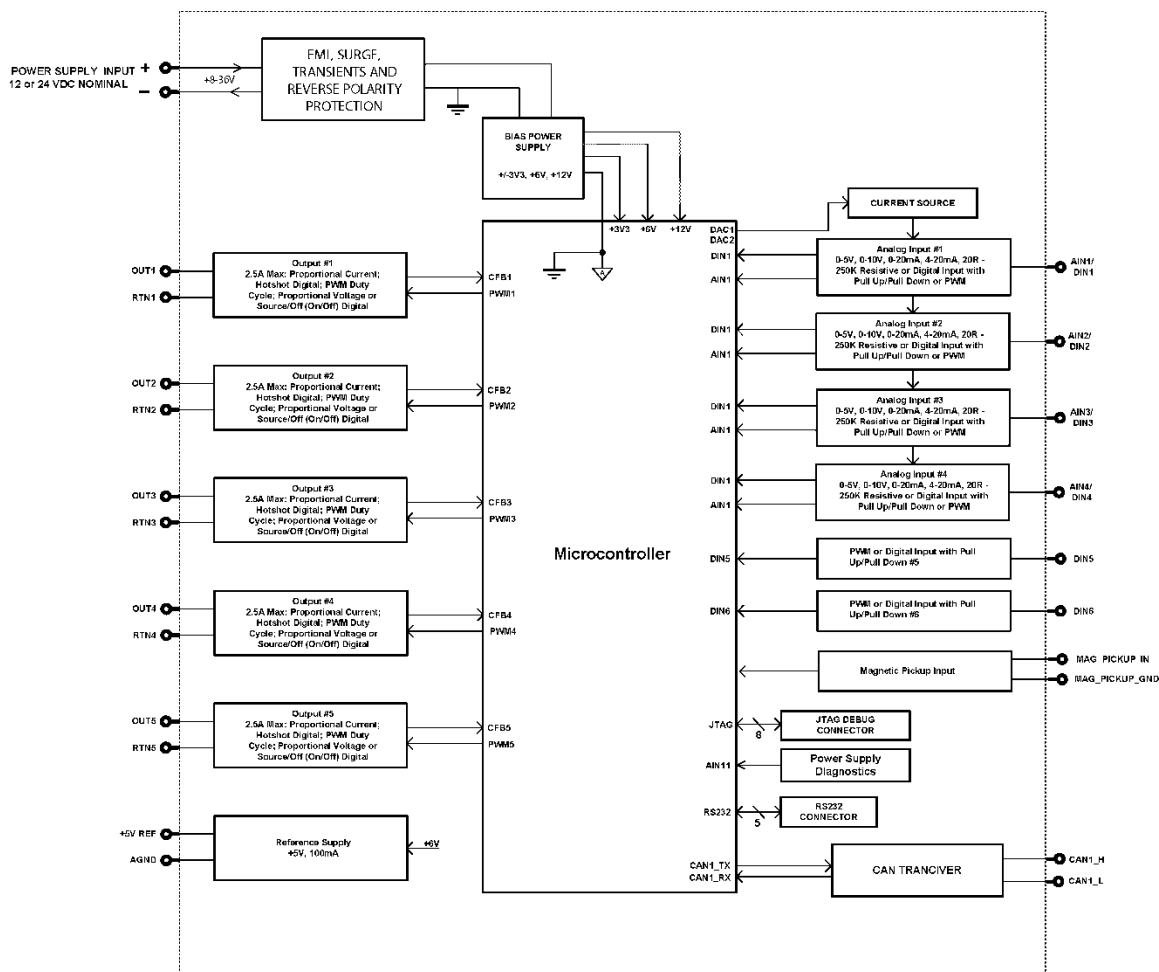 POWER SUPPLY INPUT
12 or 24 VDC NOMINAL
+
−
+8-36V
EMI, SURGE,
TRANSIENTS AND
REVERSE POLARITY
PROTECTION
BIAS POWER
SUPPLY
+/-3V3, +6V, +12V
+3V3
+6V
+12V
A
Microcontroller
OUT1
RTN1
Output #1
2.5A Max: Proportional Current;
Hotshot Digital; PWM Duty
Cycle; Proportional Voltage or
Source/Off (On/Off) Digital
CFB1
PWM1
OUT2
RTN2
Output #2
2.5A Max: Proportional Current;
Hotshot Digital; PWM Duty
Cycle; Proportional Voltage or
Source/Off (On/Off) Digital
CFB2
PWM2
OUT3
RTN3
Output #3
2.5A Max: Proportional Current;
Hotshot Digital; PWM Duty
Cycle; Proportional Voltage or
Source/Off (On/Off) Digital
CFB3
PWM3
OUT4
RTN4
Output #4
2.5A Max: Proportional Current;
Hotshot Digital; PWM Duty
Cycle; Proportional Voltage or
Source/Off (On/Off) Digital
CFB4
PWM4
OUT5
RTN5
Output #5
2.5A Max: Proportional Current;
Hotshot Digital; PWM Duty
Cycle; Proportional Voltage or
Source/Off (On/Off) Digital
CFB5
PWM5
+5V REF
AGND
Reference Supply
+5V, 100mA
+6V
DAC1
DAC2
CURRENT SOURCE
DIN1
AIN1
Analog Input #1
0-5V, 0-10V, 0-20mA, 4-20mA, 20R -
250K Resistive or Digital Input with
Pull Up/Pull Down or PWM
AIN1/
DIN1
DIN1
AIN1
Analog Input #2
0-5V, 0-10V, 0-20mA, 4-20mA, 20R -
250K Resistive or Digital Input with
Pull Up/Pull Down or PWM
AIN2/
DIN2
DIN1
AIN1
Analog Input #3
0-5V, 0-10V, 0-20mA, 4-20mA, 20R -
250K Resistive or Digital Input with
Pull Up/Pull Down or PWM
AIN3/
DIN3
DIN1
AIN1
Analog Input #4
0-5V, 0-10V, 0-20mA, 4-20mA, 20R -
250K Resistive or Digital Input with
Pull Up/Pull Down or PWM
AIN4/
DIN4
DIN5
PWM or Digital Input with Pull
Up/Pull Down #5
DIN5
DIN6
PWM or Digital Input with Pull
Up/Pull Down #6
DIN6
Magnetic Pickup Input
MAG_PICKUP_IN
MAG_PICKUP_GND
JTAG
8
JTAG DEBUG
CONNECTOR
AIN11
Power Supply
Diagnostics
RS232
5
RS232
CONNECTOR
CAN1_TX
CAN1_RX
CAN TRANCIVER
CAN1_H
CAN1_L